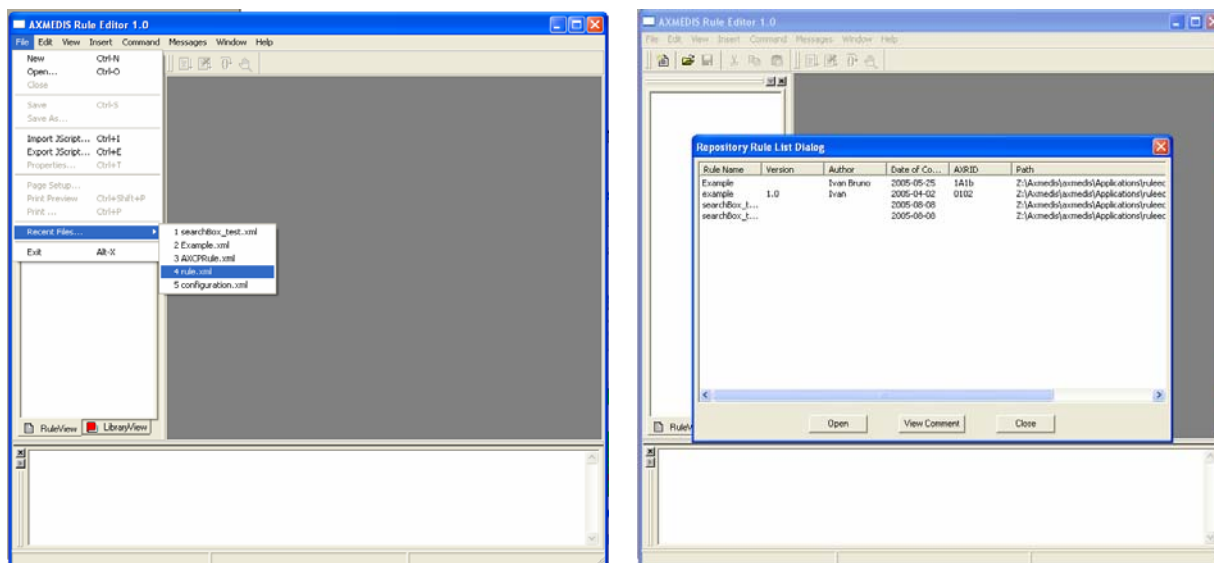 AXMEDIS Rule Editor 1.0
File Edit View Insert Command Messages Window Help
New Ctrl-N
Open... Ctrl-O
Close
Save Ctrl-S
Save As...
Import JScript... Ctrl+I
Export JScript... Ctrl+E
Properties... Ctrl+T
Page Setup...
Print Preview Ctrl+Shift+P
Print ... Ctrl+P
Recent Files...
Exit Alt-X
1 searchBox_test.xml
2 Example.xml
3 AXCPRule.xml
4 rule.xml
5 configuration.xml
RuleView LibraryView
AXMEDIS Rule Editor 1.0
File Edit View Insert Command Messages Window Help
Repository Rule List Dialog
Rule Name Version Author Date of Co... AXRID Path
Example Ivan Bruno 2005-05-25 1A1b Z:\Axmedis\axmedis\Applications\ruleec
example 1.0 Ivan 2005-04-02 0102 Z:\Axmedis\axmedis\Applications\ruleec
searchBox_t... 2005-08-08 Z:\Axmedis\axmedis\Applications\ruleec
searchBox_t... 2005-08-08 Z:\Axmedis\axmedis\Applications\ruleec
Open View Comment Close
RuleV